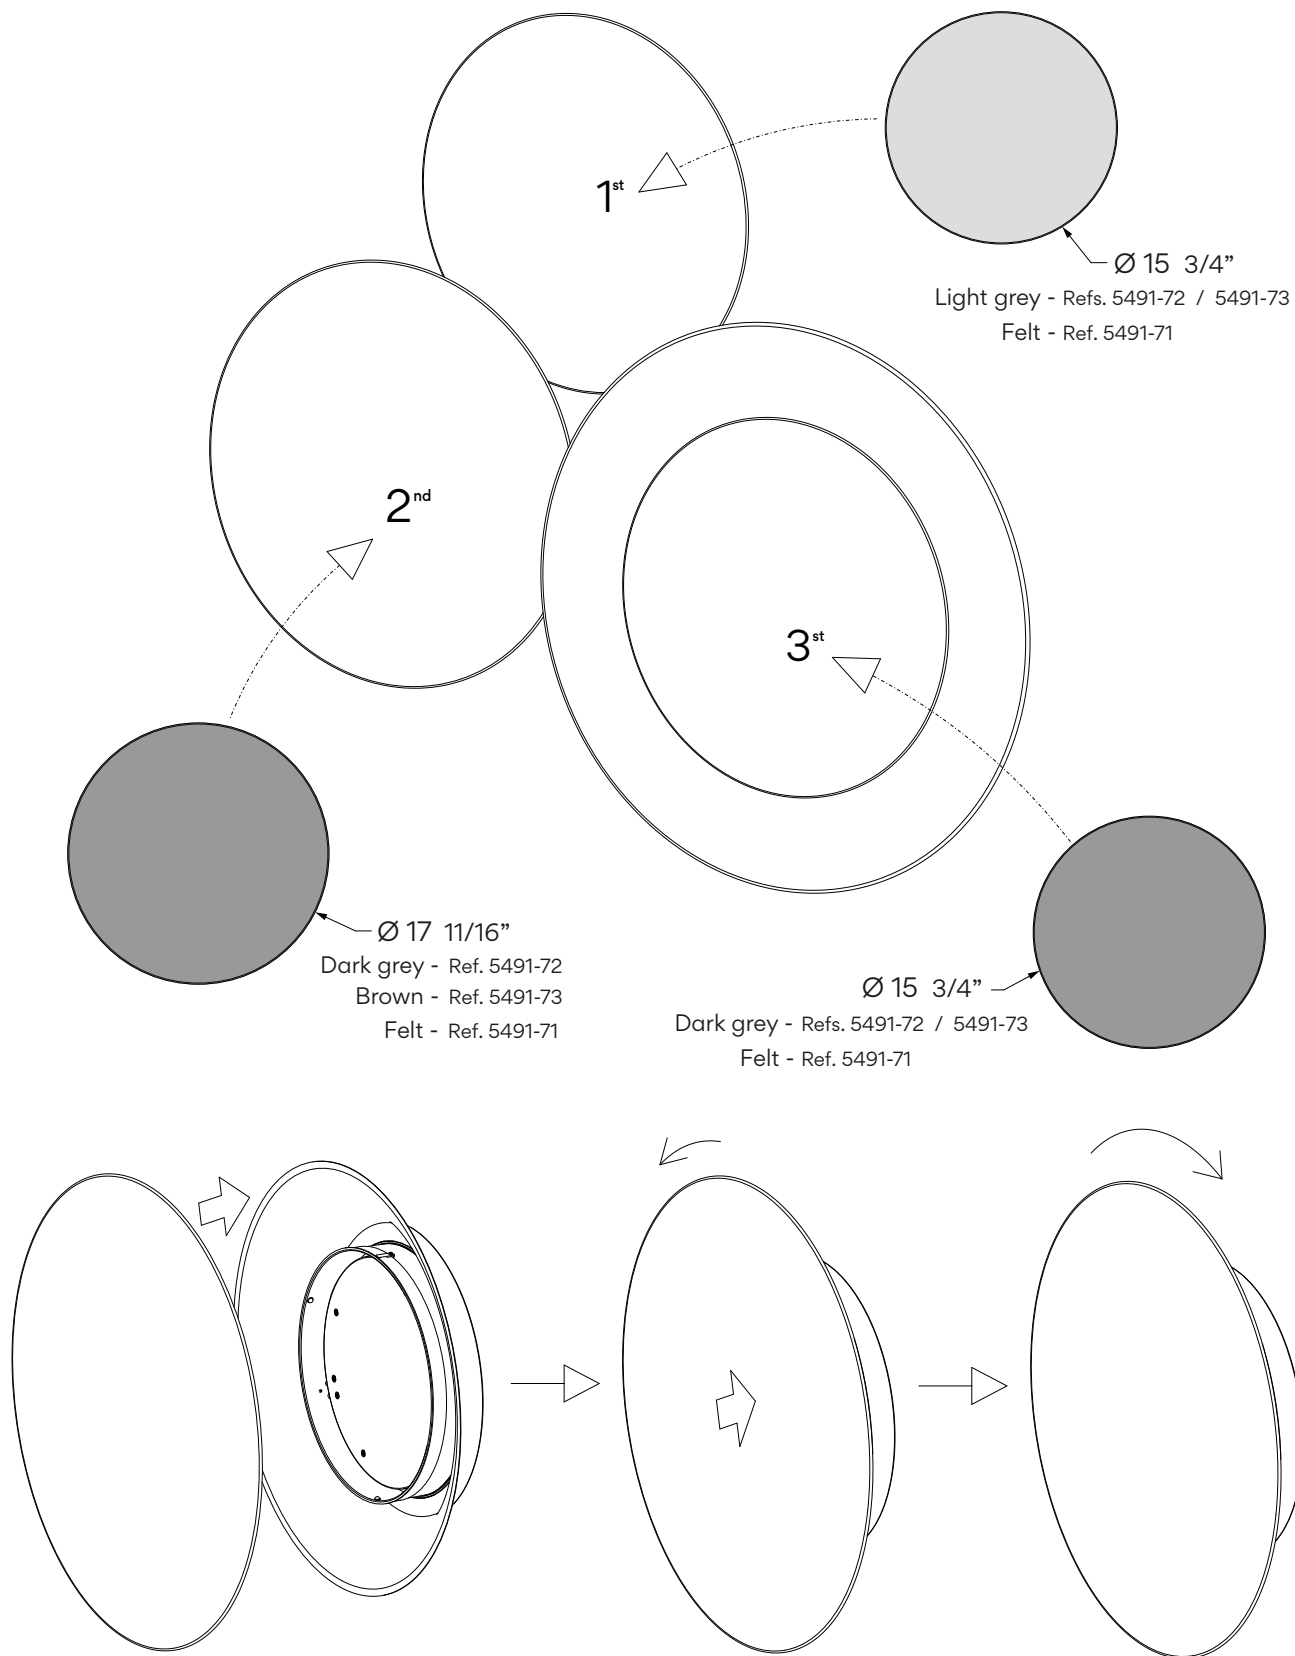 1st
Ø 15 3/4”
Light grey - Refs. 5491-72 / 5491-73
Felt - Ref. 5491-71
2nd
3st
Ø 17 11/16”
Dark grey - Ref. 5491-72
Brown - Ref. 5491-73
Felt - Ref. 5491-71
Ø 15 3/4”
Dark grey - Refs. 5491-72 / 5491-73
Felt - Ref. 5491-71